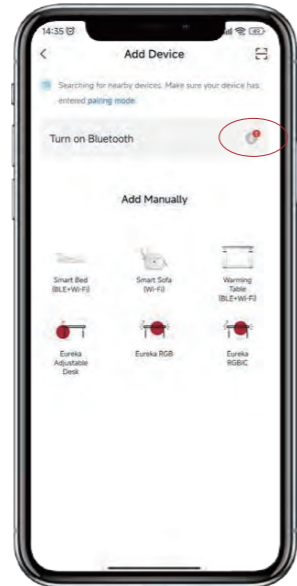 14:35
Add Device
Searching for nearby devices. Make sure your device has
entered pairing mode.
Turn on Bluetooth
Add Manually
Smart Bed
(BLE+Wi-Fi)
Smart Sofa
(Wi-Fi)
Warming
Table
(BLE+Wi-Fi)
Eureka
Adjustable
Desk
Eureka RGB
Eureka
RGBIC